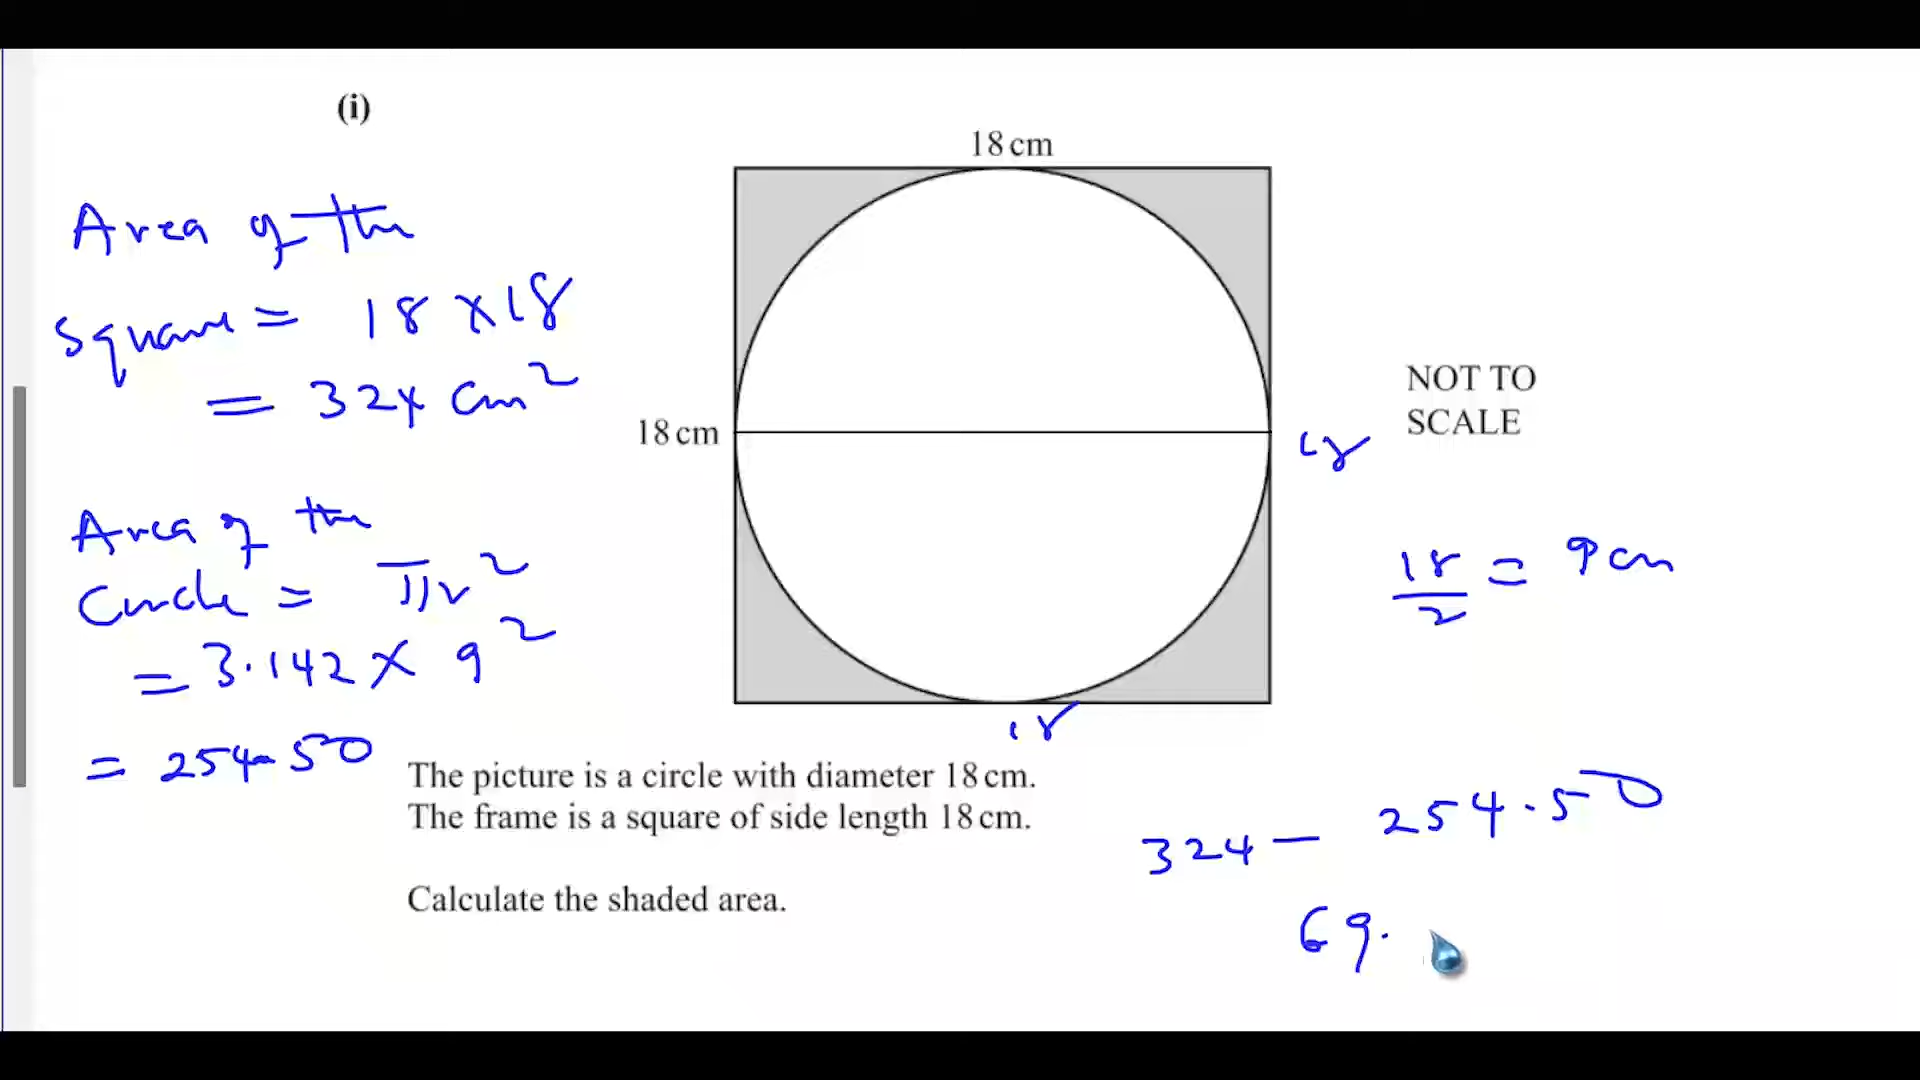 (i)
18 cm
Area of the
Square = 18 × 18
= 324 cm²
18 cm
NOT TO
SCALE
18
Area of the
Circle = πr²
= 3.142 × 9²
= 254.50
18/2 = 9 cm
18
The picture is a circle with diameter 18 cm.
The frame is a square of side length 18 cm.
Calculate the shaded area.
324 − 254.50
69.